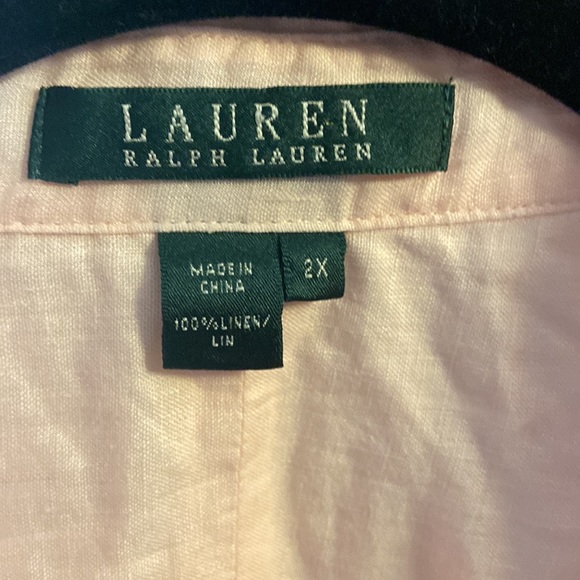 LAUREN
RALPH LAUREN
MADE IN
CHINA
2X
100% LINEN/
LIN